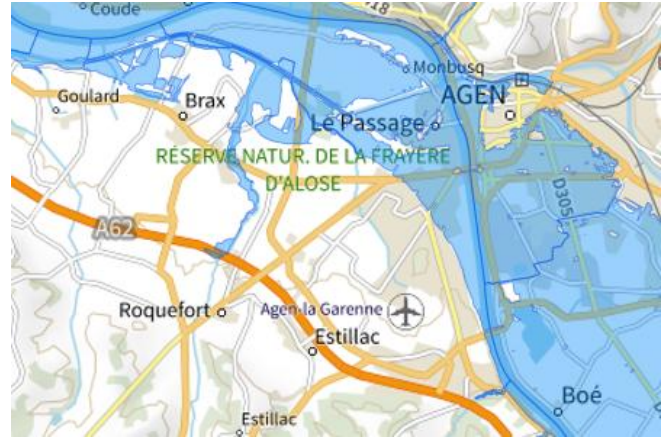 Coude
118
Monbusq
Goulard
Brax
AGEN
Le Passage
RÉSERVE NATUR. DE LA FRAYÈRE
D'ALOSE
D305
A62
Roquefort
Agen-la Garenne
Estillac
Boé
Estillac